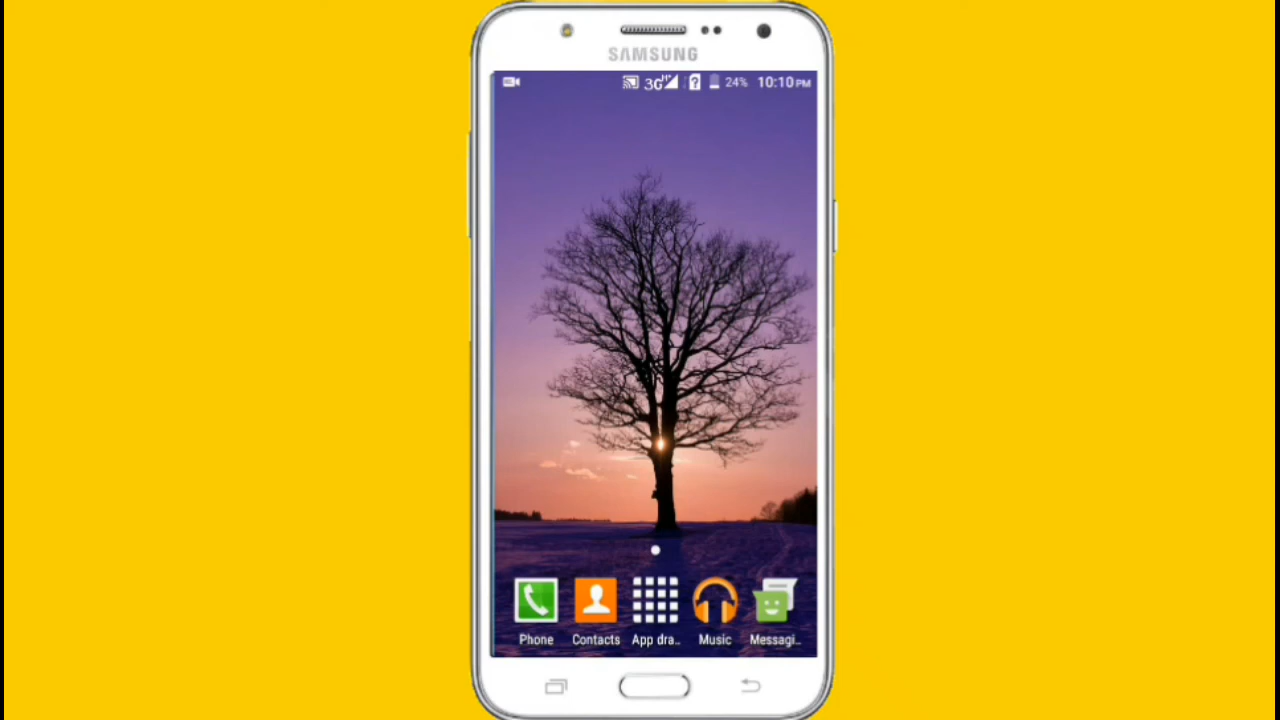 SAMSUNG
3G H+ ? 24% 10:10 PM
Phone Contacts App dra.. Music Messagi..